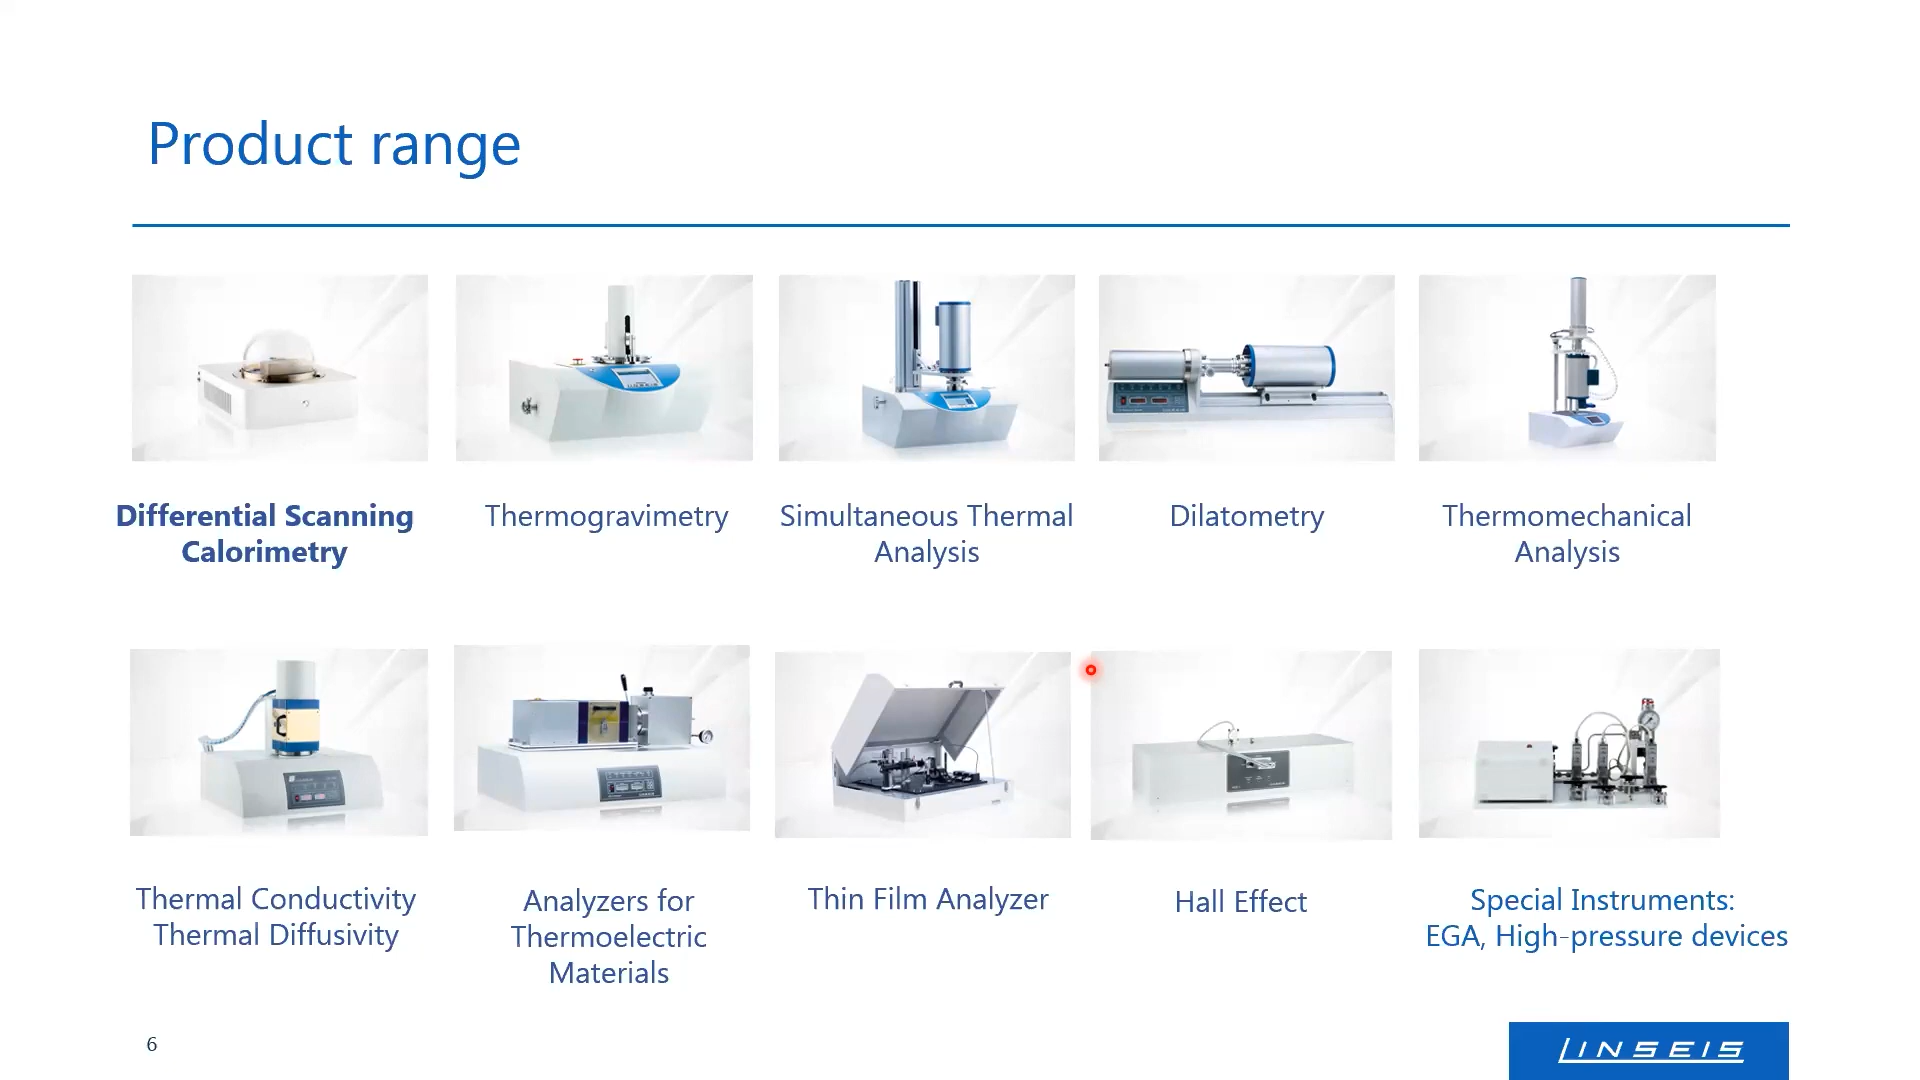 Product range
Differential Scanning
Calorimetry
Thermogravimetry
Simultaneous Thermal
Analysis
Dilatometry
Thermomechanical
Analysis
Thermal Conductivity
Thermal Diffusivity
Analyzers for
Thermoelectric
Materials
Thin Film Analyzer
Hall Effect
Special Instruments:
EGA, High-pressure devices
6
LINSEIS